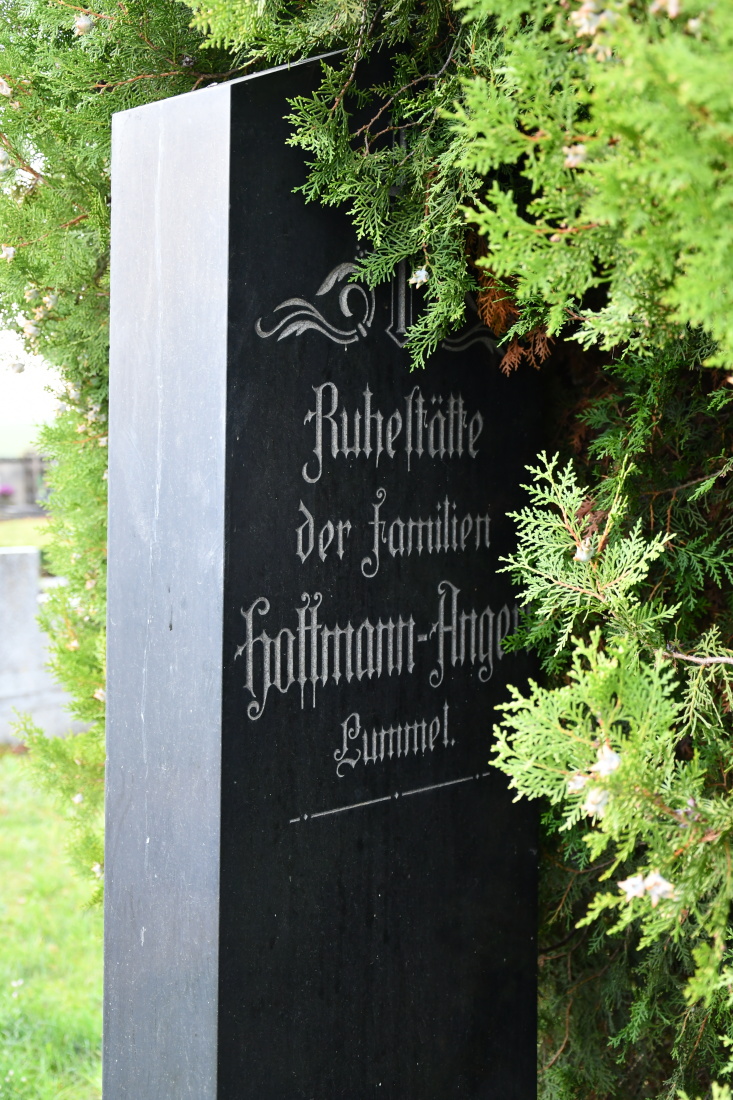 Ruhestätte
der Familien
Hoffmann-Anger
Lummel.